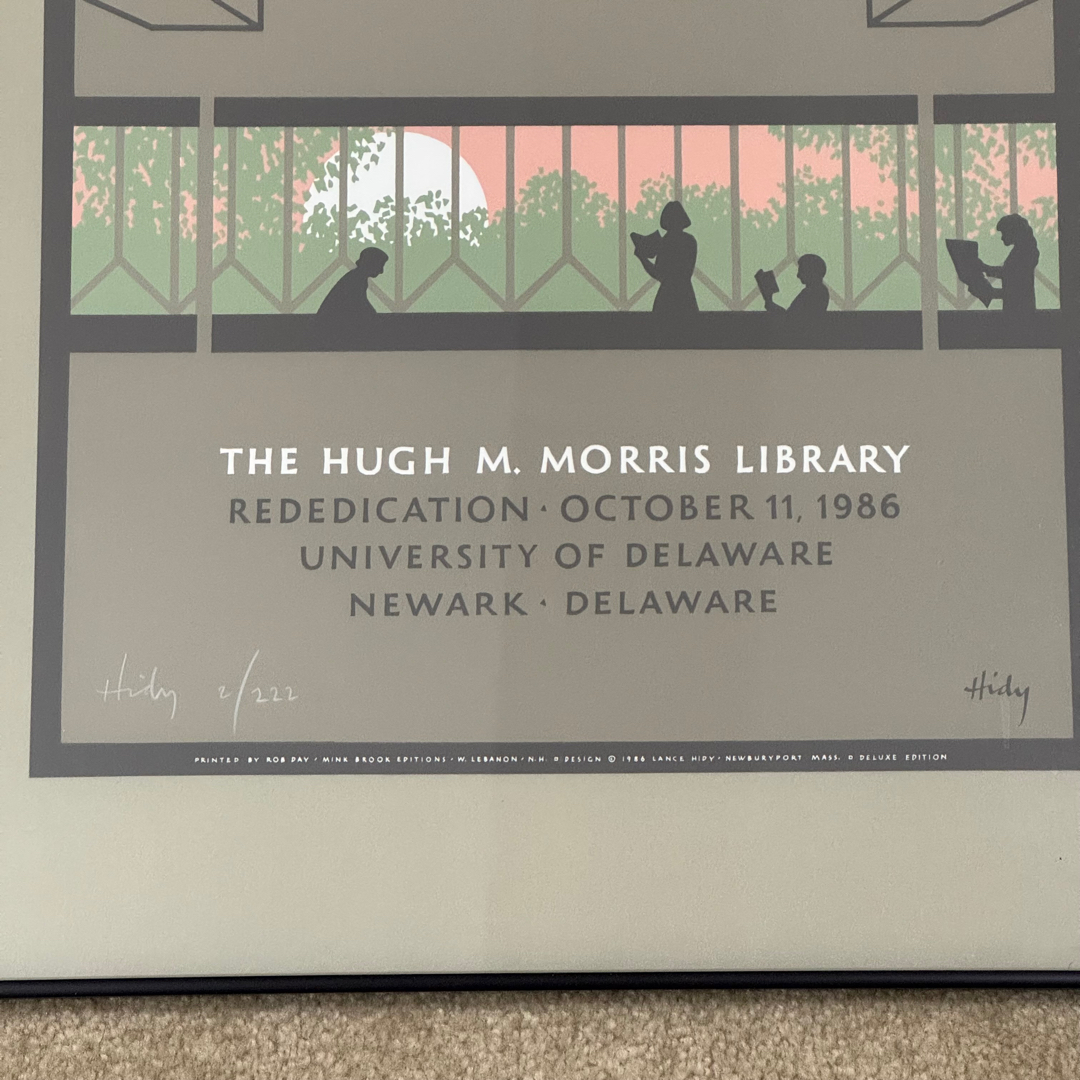 THE HUGH M. MORRIS LIBRARY
REDEDICATION · OCTOBER 11, 1986
UNIVERSITY OF DELAWARE
NEWARK · DELAWARE
Hidy 2/222
Hidy
PRINTED BY ROB DAY · MINK BROOK EDITIONS · W. LEBANON · N.H. ¤ DESIGN © 1986 LANCE HIDY · NEWBURYPORT MASS. ¤ DELUXE EDITION